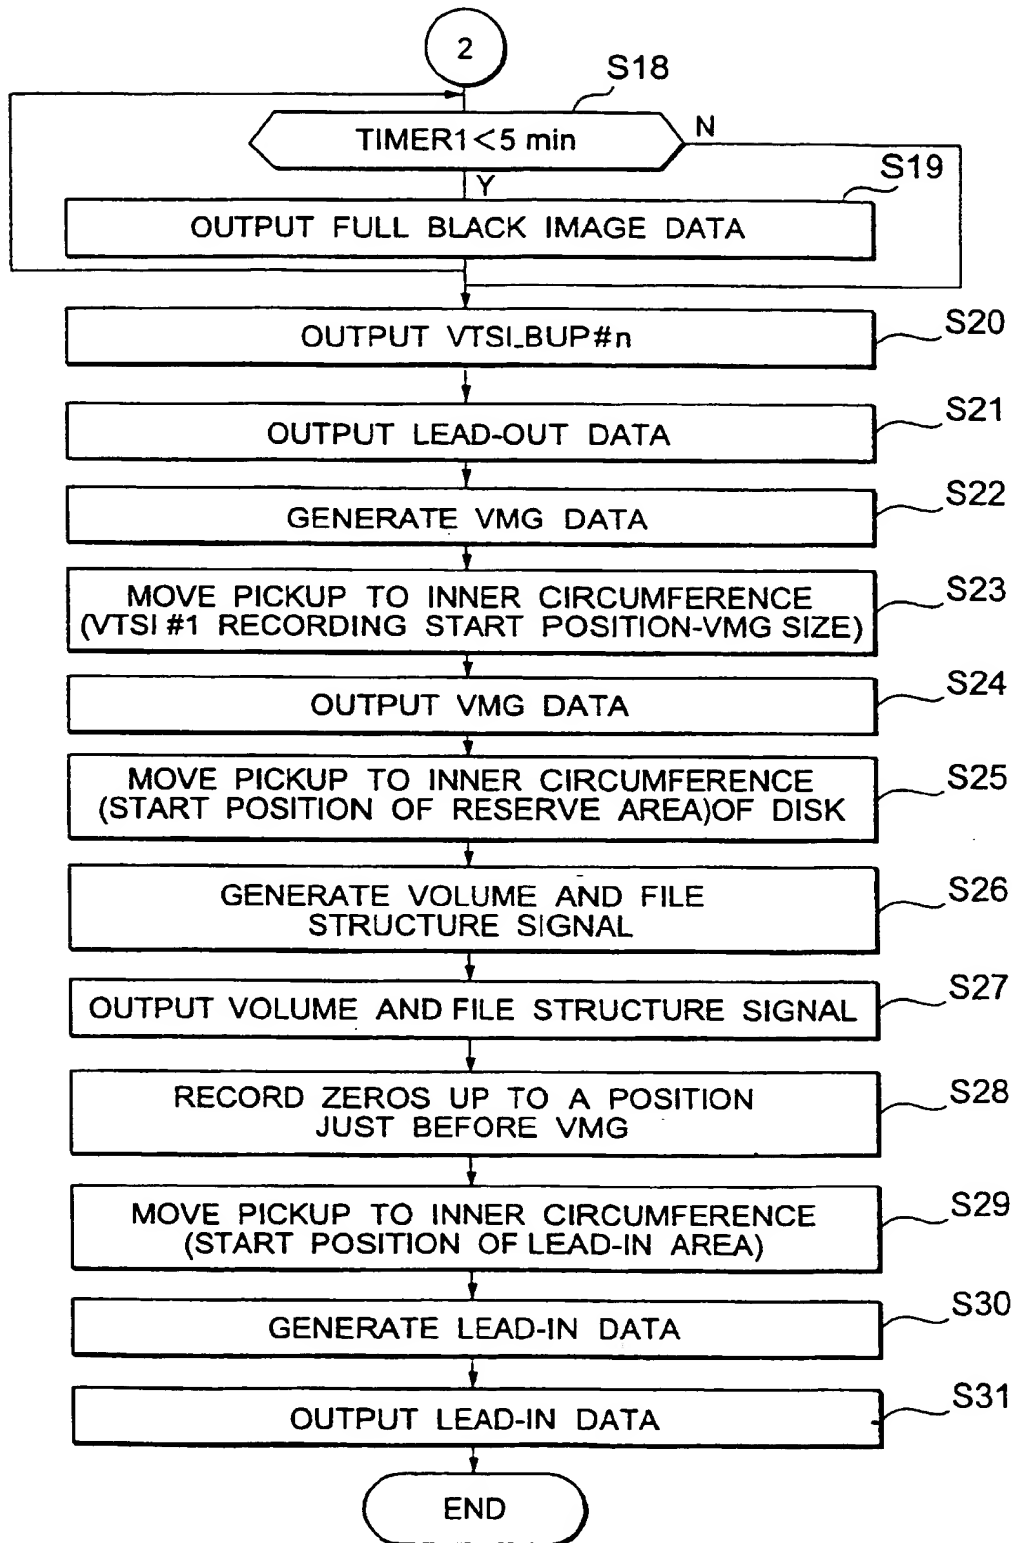 2
S18
TIMER1<5 min
N
Y
S19
OUTPUT FULL BLACK IMAGE DATA
S20
OUTPUT VTSI_BUP#n
S21
OUTPUT LEAD-OUT DATA
S22
GENERATE VMG DATA
S23
MOVE PICKUP TO INNER CIRCUMFERENCE
(VTSI #1 RECORDING START POSITION-VMG SIZE)
S24
OUTPUT VMG DATA
S25
MOVE PICKUP TO INNER CIRCUMFERENCE
(START POSITION OF RESERVE AREA)OF DISK
S26
GENERATE VOLUME AND FILE
STRUCTURE SIGNAL
S27
OUTPUT VOLUME AND FILE STRUCTURE SIGNAL
S28
RECORD ZEROS UP TO A POSITION
JUST BEFORE VMG
S29
MOVE PICKUP TO INNER CIRCUMFERENCE
(START POSITION OF LEAD-IN AREA)
S30
GENERATE LEAD-IN DATA
S31
OUTPUT LEAD-IN DATA
END